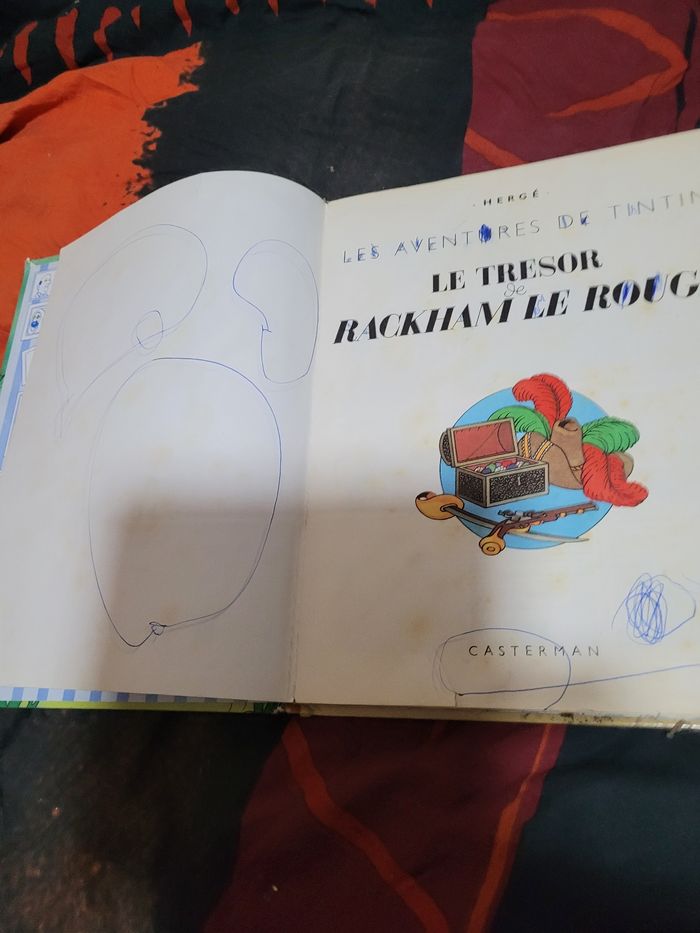 · HERGÉ ·
LES AVENTURES DE TINTIN
LE TRESOR
de
RACKHAM LE ROUG
CASTERMAN